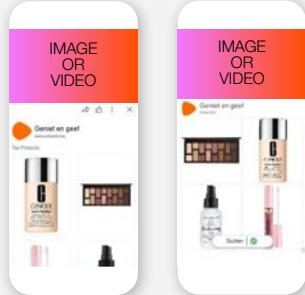 IMAGE
OR
VIDEO
Geniet en geef
Top Products
CLINIQUE
IMAGE
OR
VIDEO
Geniet en geef
CLINIQUE
Sluiten